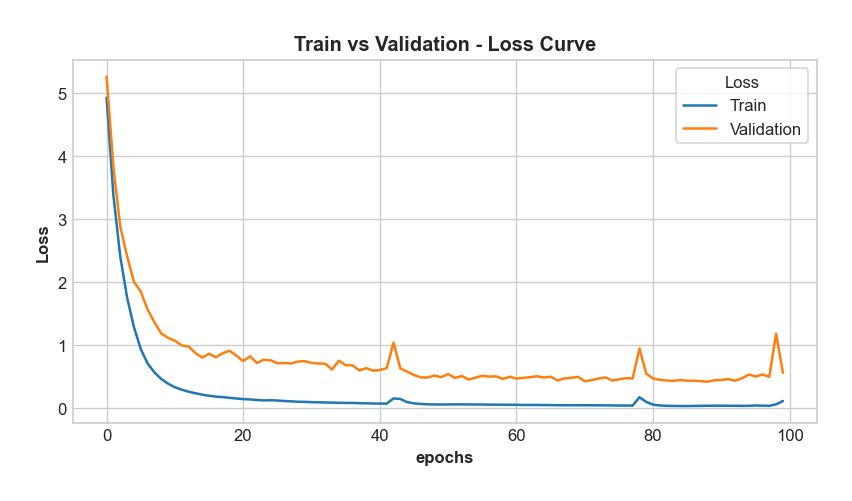 Train vs Validation - Loss Curve
Loss
Train
Validation
Loss
5
4
3
2
1
0
0 20 40 60 80 100
epochs